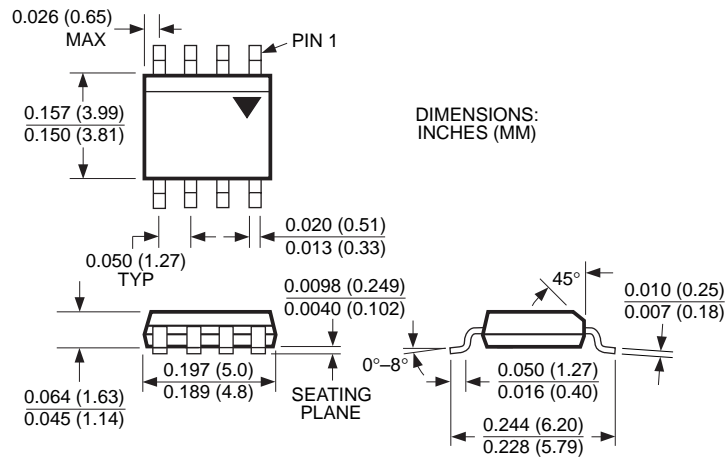 0.026 (0.65)
MAX
PIN 1
0.157 (3.99)
0.150 (3.81)
DIMENSIONS:
INCHES (MM)
0.020 (0.51)
0.013 (0.33)
0.050 (1.27)
TYP
0.0098 (0.249)
0.0040 (0.102)
45°
0.010 (0.25)
0.007 (0.18)
0°–8°
0.064 (1.63)
0.045 (1.14)
0.197 (5.0)
0.189 (4.8)
SEATING
PLANE
0.050 (1.27)
0.016 (0.40)
0.244 (6.20)
0.228 (5.79)